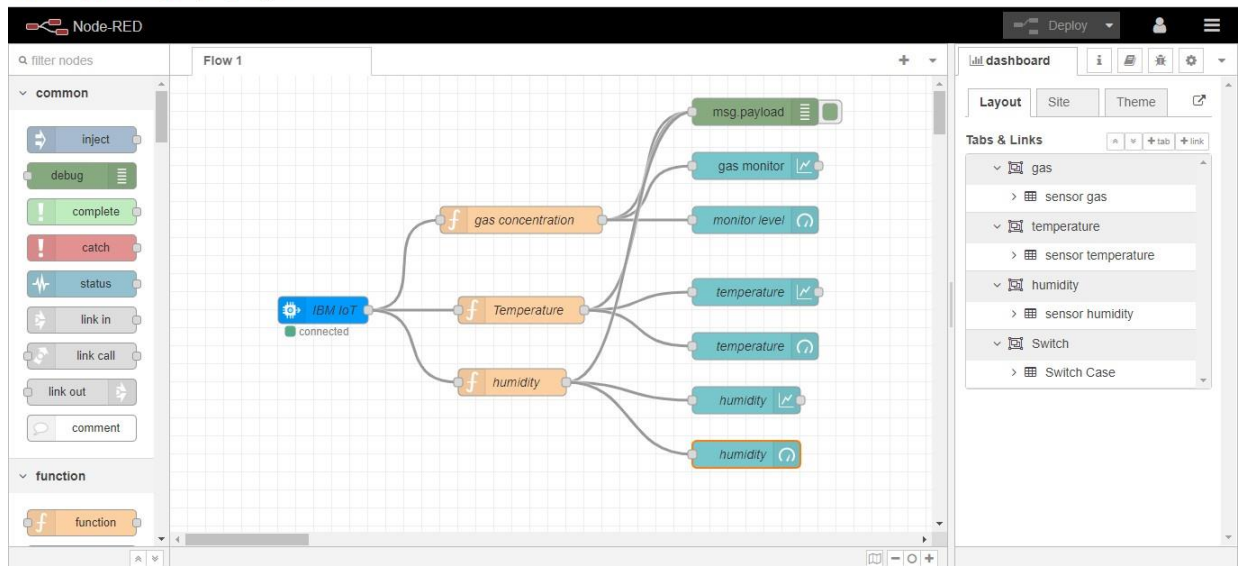 Node-RED
Deploy
filter nodes
common
inject
debug
complete
catch
status
link in
link call
link out
comment
function
function
Flow 1
IBM IoT
connected
gas concentration
Temperature
humidity
msg.payload
gas monitor
monitor level
temperature
temperature
humidity
humidity
dashboard
i
Layout Site Theme
Tabs & Links
+ tab + link
gas
sensor gas
temperature
sensor temperature
humidity
sensor humidity
Switch
Switch Case